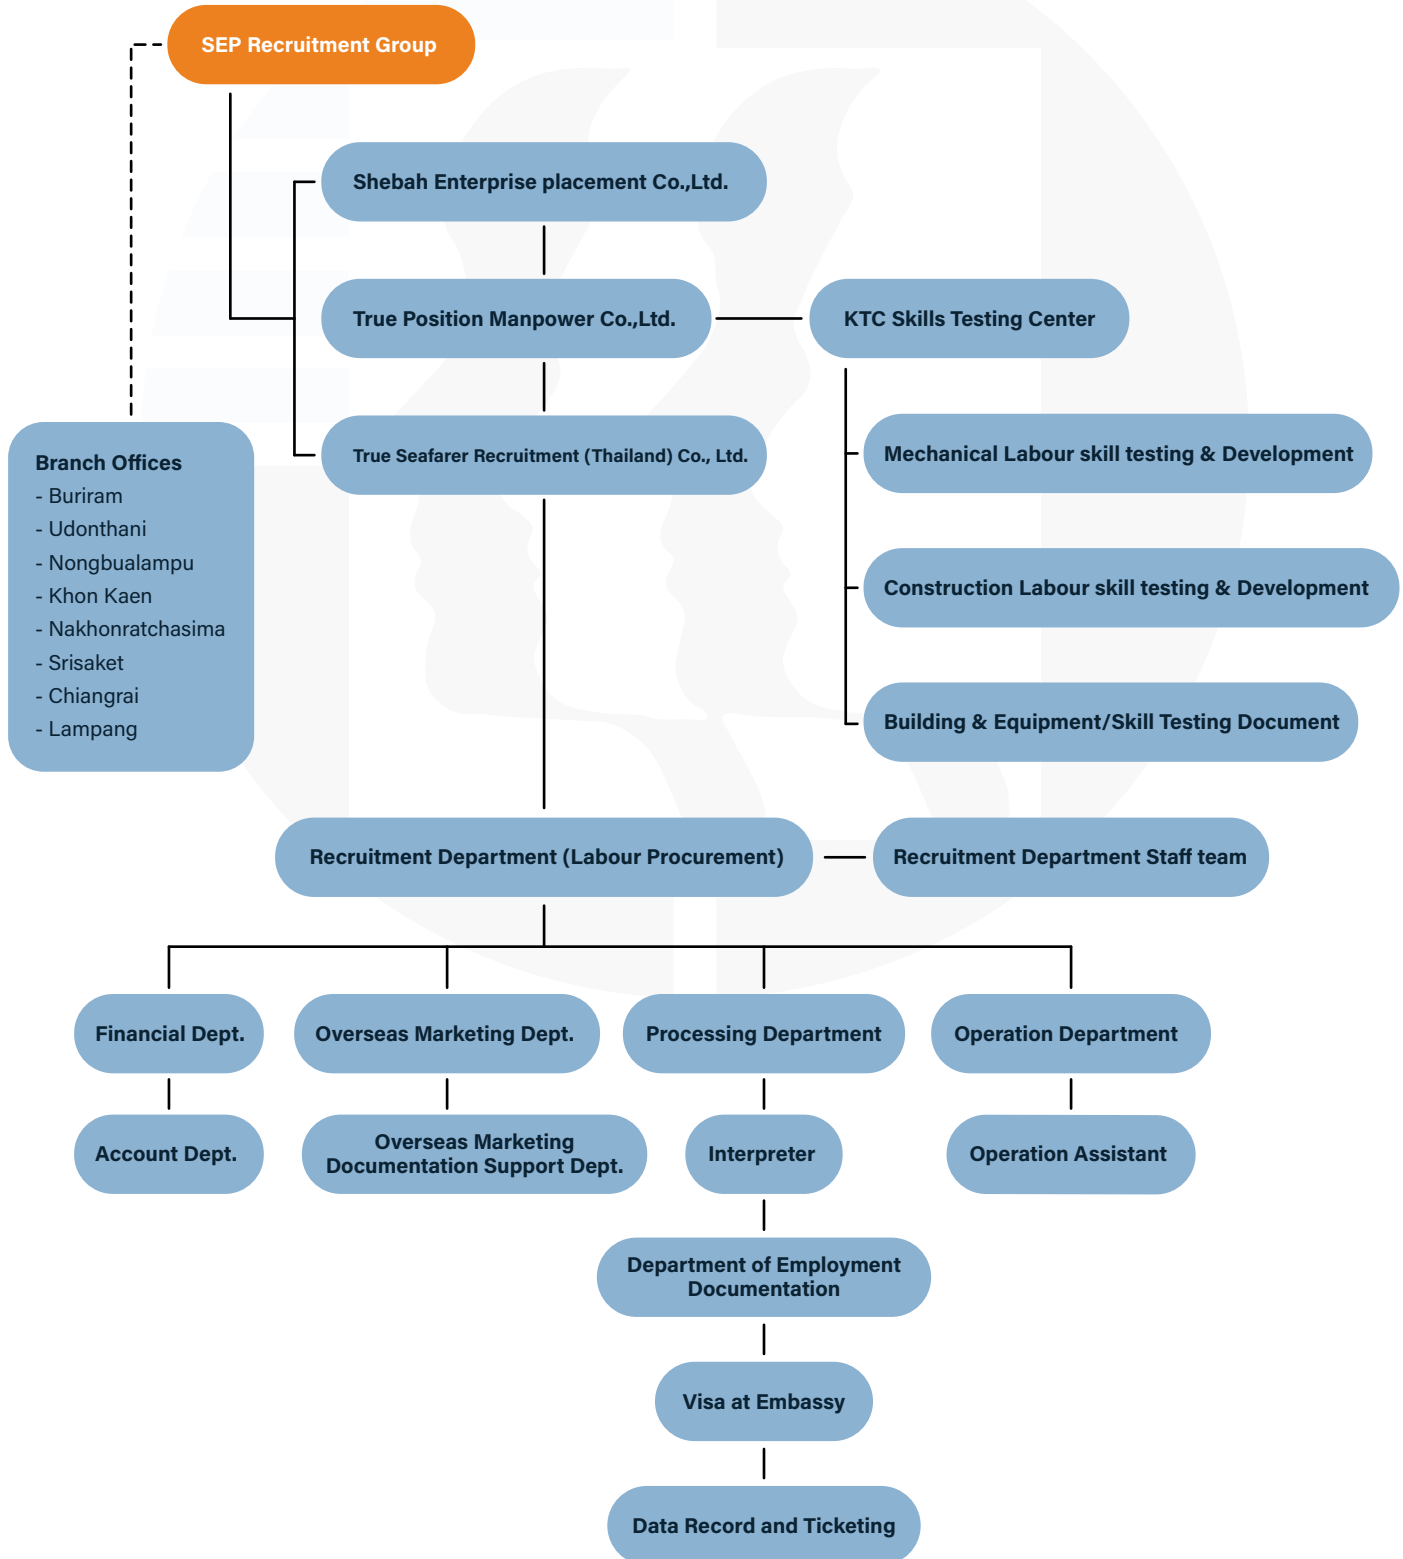 SEP Recruitment Group
Shebah Enterprise placement Co.,Ltd.
True Position Manpower Co.,Ltd.
KTC Skills Testing Center
True Seafarer Recruitment (Thailand) Co., Ltd.
Mechanical Labour skill testing & Development
Construction Labour skill testing & Development
Building & Equipment/Skill Testing Document
Branch Offices
- Buriram
- Udonthani
- Nongbualampu
- Khon Kaen
- Nakhonratchasima
- Srisaket
- Chiangrai
- Lampang
Recruitment Department (Labour Procurement)
Recruitment Department Staff team
Financial Dept.
Overseas Marketing Dept.
Processing Department
Operation Department
Account Dept.
Overseas Marketing
Documentation Support Dept.
Interpreter
Operation Assistant
Department of Employment
Documentation
Visa at Embassy
Data Record and Ticketing